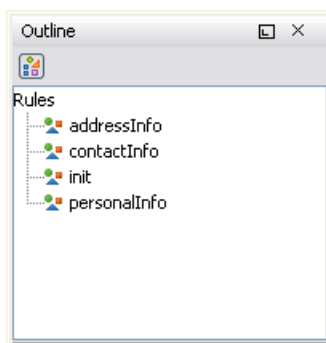 Outline
Rules
addressInfo
contactInfo
init
personalInfo